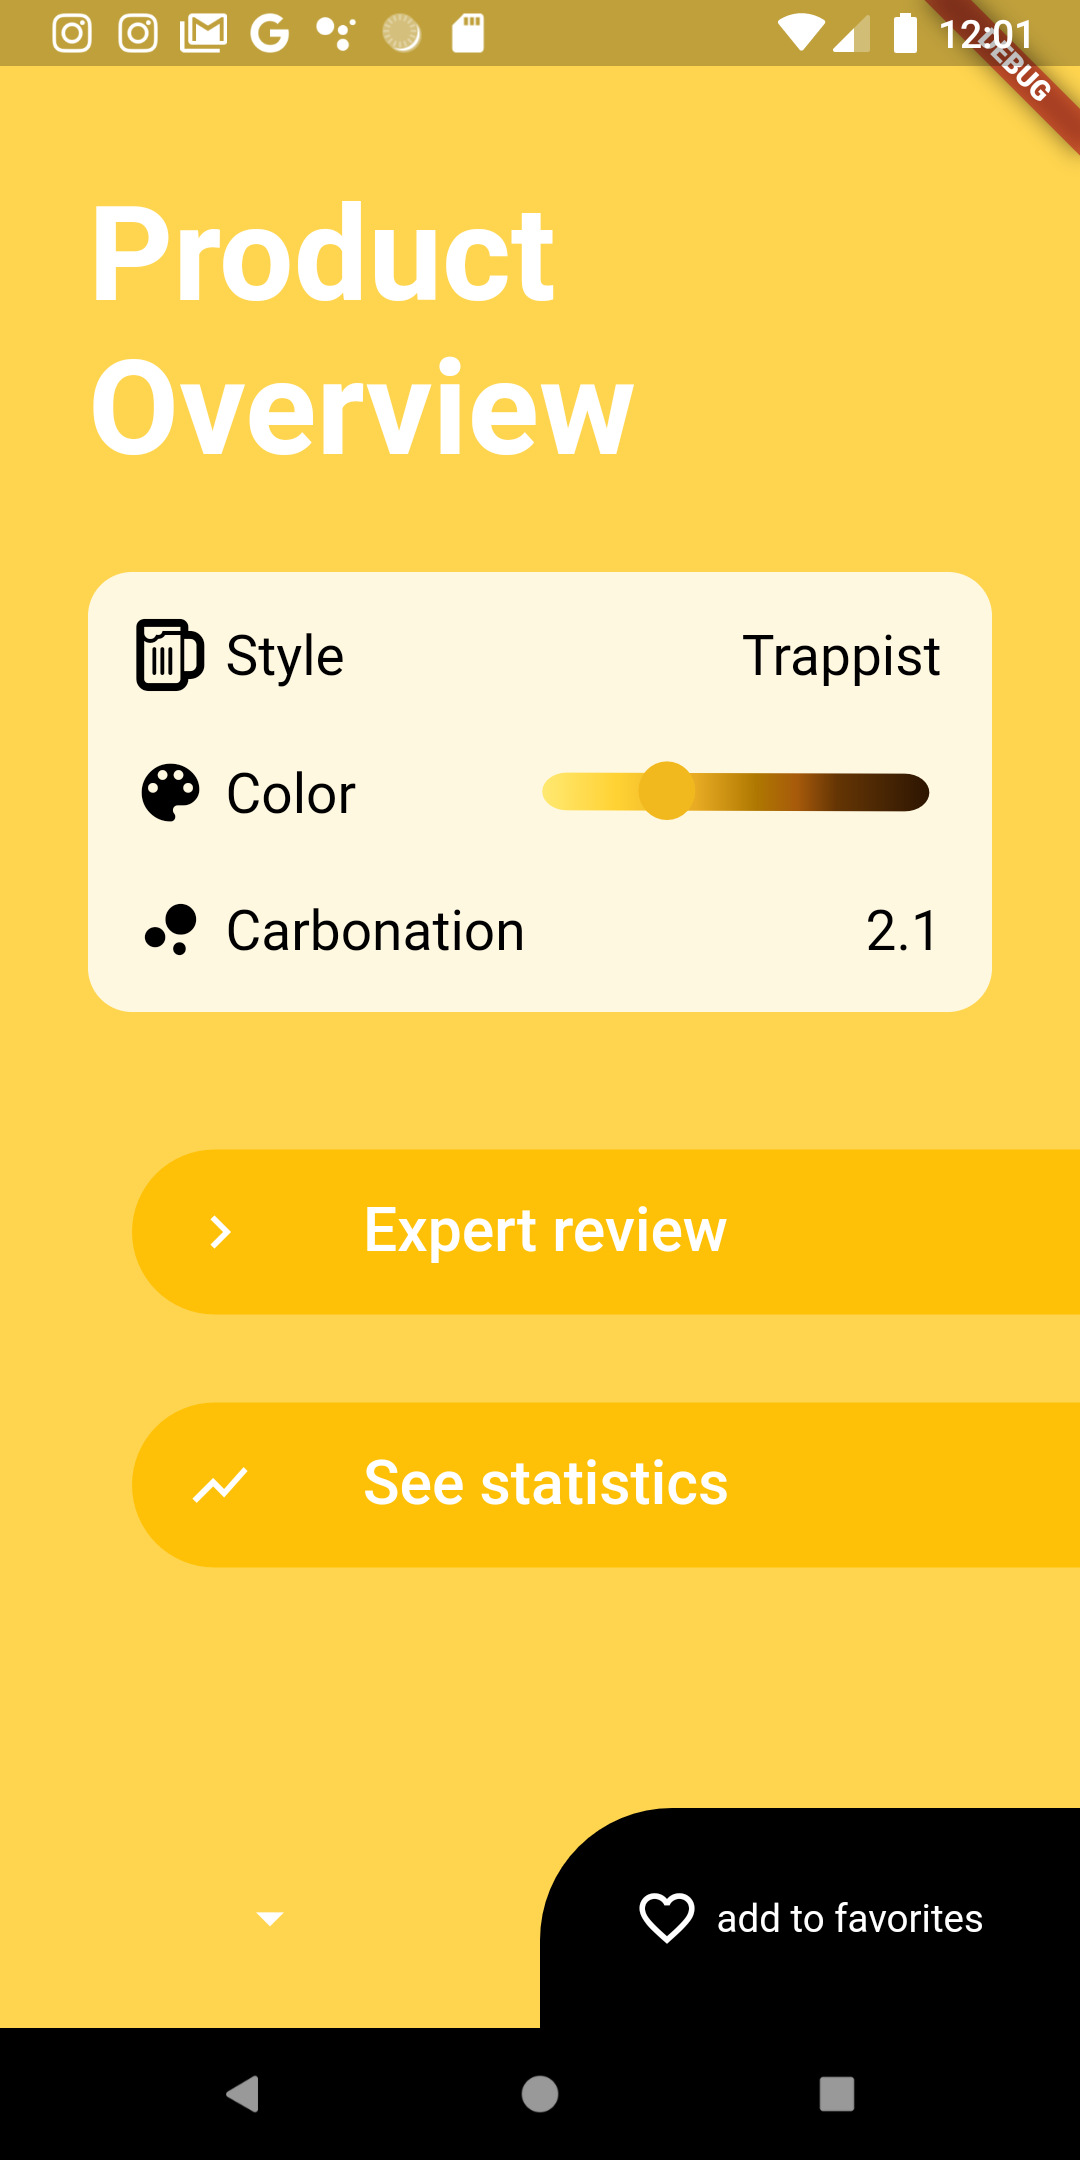 12:01
DEBUG
Product
Overview
Style Trappist
Color
Carbonation 2.1
Expert review
See statistics
add to favorites